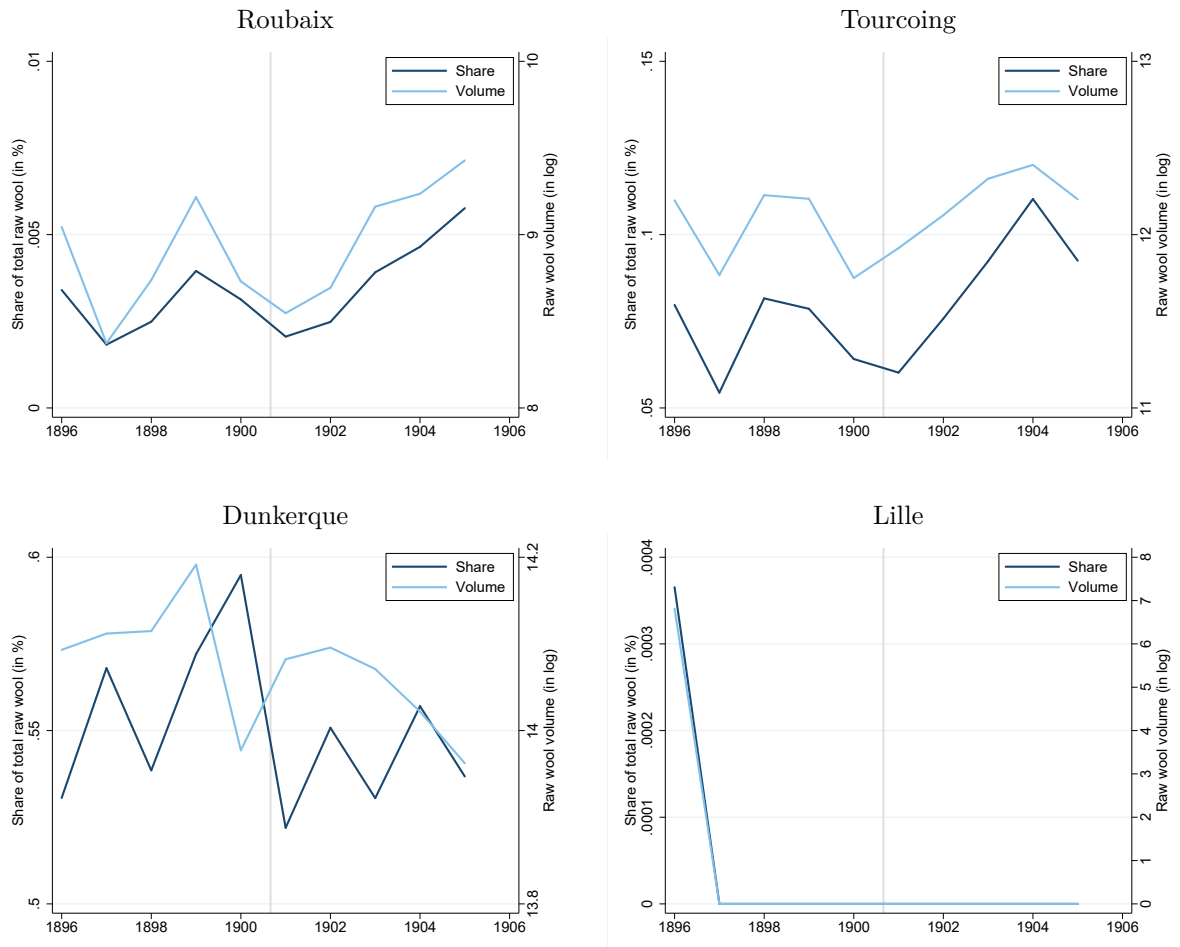 Roubaix
Share of total raw wool (in %)
0
.005
.01
Raw wool volume (in log)
8
9
10
1896
1898
1900
1902
1904
1906
Share
Volume
Tourcoing
Share of total raw wool (in %)
.05
.1
.15
Raw wool volume (in log)
11
12
13
1896
1898
1900
1902
1904
1906
Share
Volume
Dunkerque
Share of total raw wool (in %)
.5
.55
.6
Raw wool volume (in log)
13.8
14
14.2
1896
1898
1900
1902
1904
1906
Share
Volume
Lille
Share of total raw wool (in %)
0
.0001
.0002
.0003
.0004
Raw wool volume (in log)
0
1
2
3
4
5
6
7
8
1896
1898
1900
1902
1904
1906
Share
Volume